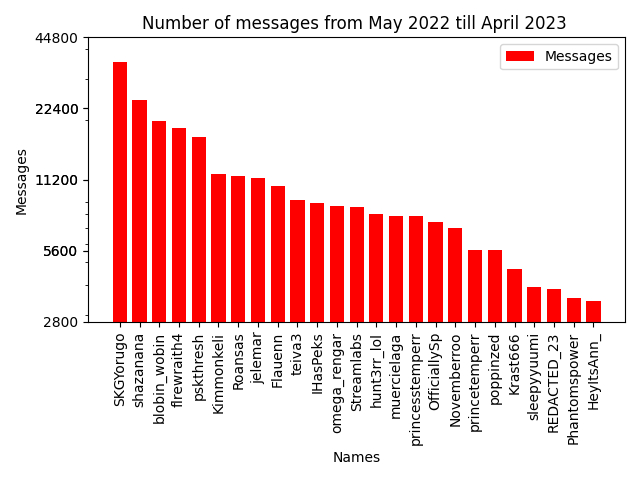 Number of messages from May 2022 till April 2023
Messages
44800
22400
11200
5600
2800
Messages
SKGYorugo
shazanana
blobin_wobin
flrewraith4
pskthresh
Kimmonkeli
Roansas
jelemar
Flauenn
teiva3
IHasPeks
omega_rengar
Streamlabs
hunt3rr_lol
muercielaga
princesstemperr
OfficiallySp
Novemberroo
princetemperr
poppinzed
Krast666
sleepyyuumi
REDACTED_23
Phantomspower
HeyItsAnn_
Names